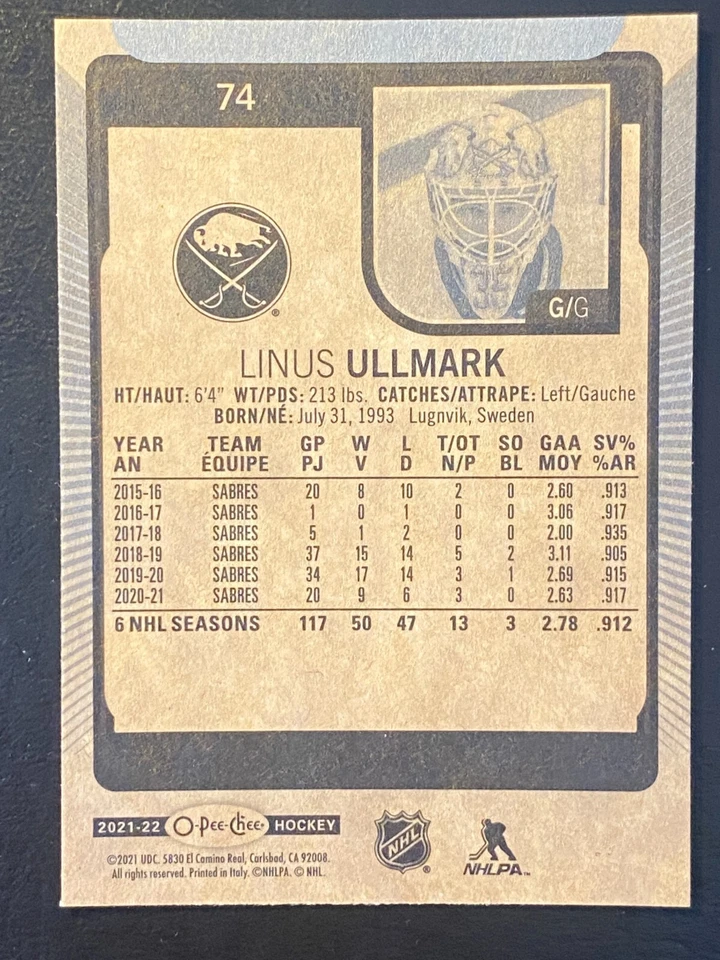 74
G/G
®
LINUS ULLMARK
HT/HAUT: 6'4" WT/PDS: 213 lbs. CATCHES/ATTRAPE: Left/Gauche
BORN/NÉ: July 31, 1993 Lugnvik, Sweden
YEAR TEAM GP W L T/OT SO GAA SV%
AN ÉQUIPE PJ V D N/P BL MOY %AR
2015-16 SABRES 20 8 10 2 0 2.60 .913
2016-17 SABRES 1 0 1 0 0 3.06 .917
2017-18 SABRES 5 1 2 0 0 2.00 .935
2018-19 SABRES 37 15 14 5 2 3.11 .905
2019-20 SABRES 34 17 14 3 1 2.69 .915
2020-21 SABRES 20 9 6 3 0 2.63 .917
6 NHL SEASONS 117 50 47 13 3 2.78 .912
2021-22 O-Pee-Chee® HOCKEY
©2021 UDC. 5830 El Camino Real, Carlsbad, CA 92008.
All rights reserved. Printed in Italy. ©NHLPA. © NHL.
NHL ®
NHLPA™